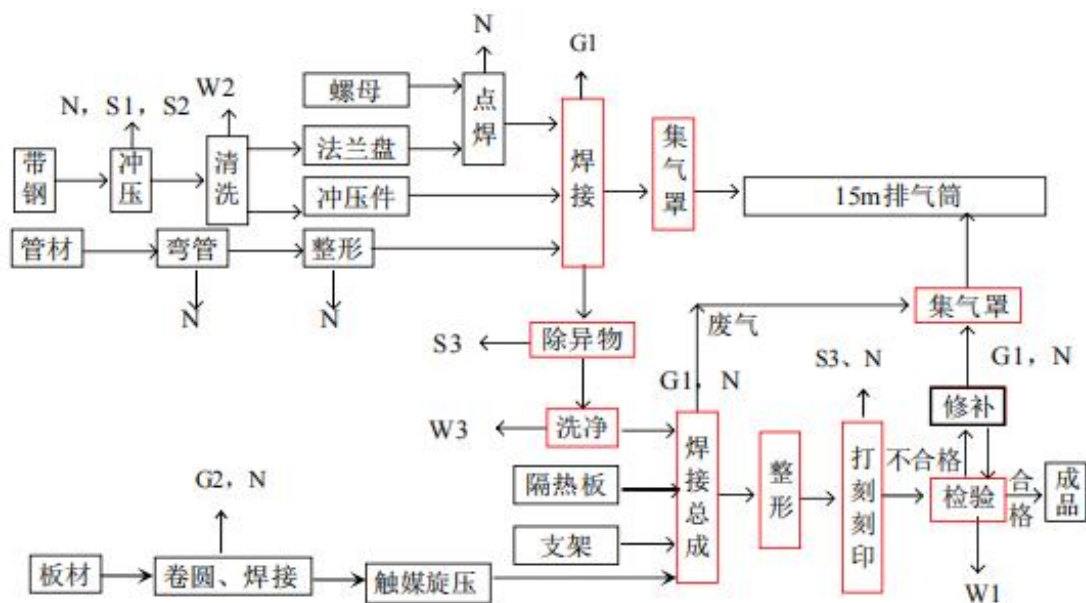 N
G1
W2
N，S1，S2
螺母
点焊
带钢
冲压
清洗
法兰盘
焊接
集气罩
冲压件
15m排气筒
管材
弯管
整形
N
N
废气
集气罩
S3
除异物
G1，N
S3、N
G1，N
W3
洗净
修补
焊接总成
整形
打刻刻印
不合格
检验
合格
成品
G2，N
隔热板
支架
板材
卷圆、焊接
触媒旋压
W1